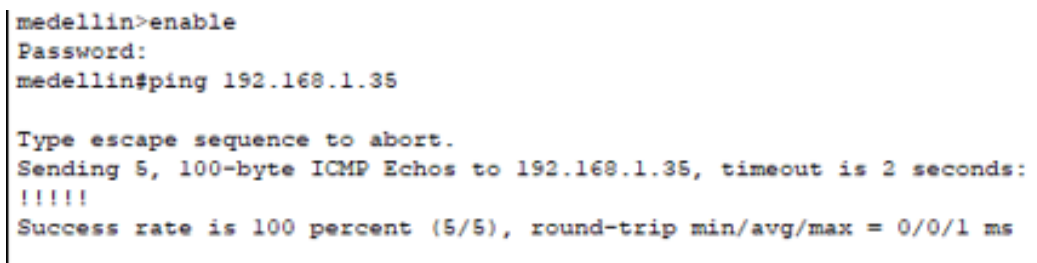 medellin>enable
Password:
medellin#ping 192.168.1.35
Type escape sequence to abort.
Sending 5, 100-byte ICMP Echos to 192.168.1.35, timeout is 2 seconds:
!!!!!
Success rate is 100 percent (5/5), round-trip min/avg/max = 0/0/1 ms